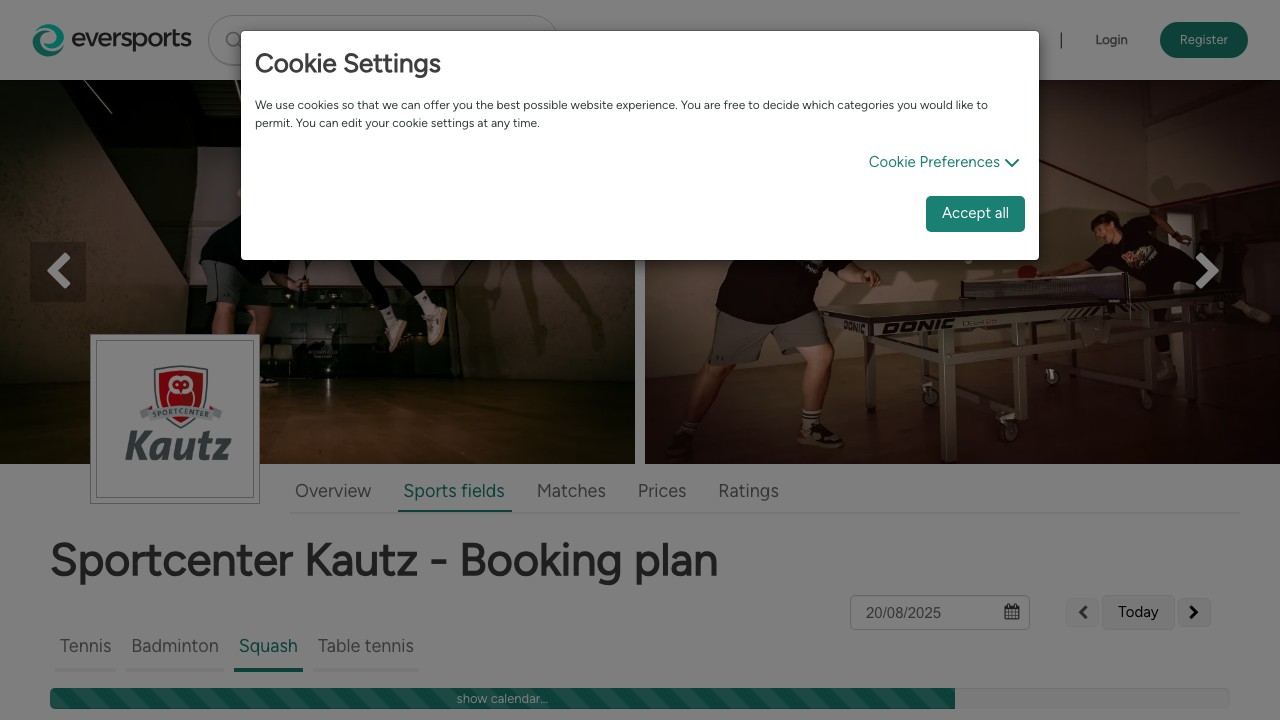 eversports
|
Login
Register
Cookie Settings
We use cookies so that we can offer you the best possible website experience. You are free to decide which categories you would like to
permit. You can edit your cookie settings at any time.
Cookie Preferences
Accept all
DONIC
DONIC
SPORTCENTER
Kautz
Overview
Sports fields
Matches
Prices
Ratings
Sportcenter Kautz - Booking plan
20/08/2025
Today
Tennis
Badminton
Squash
Table tennis
show calendar...